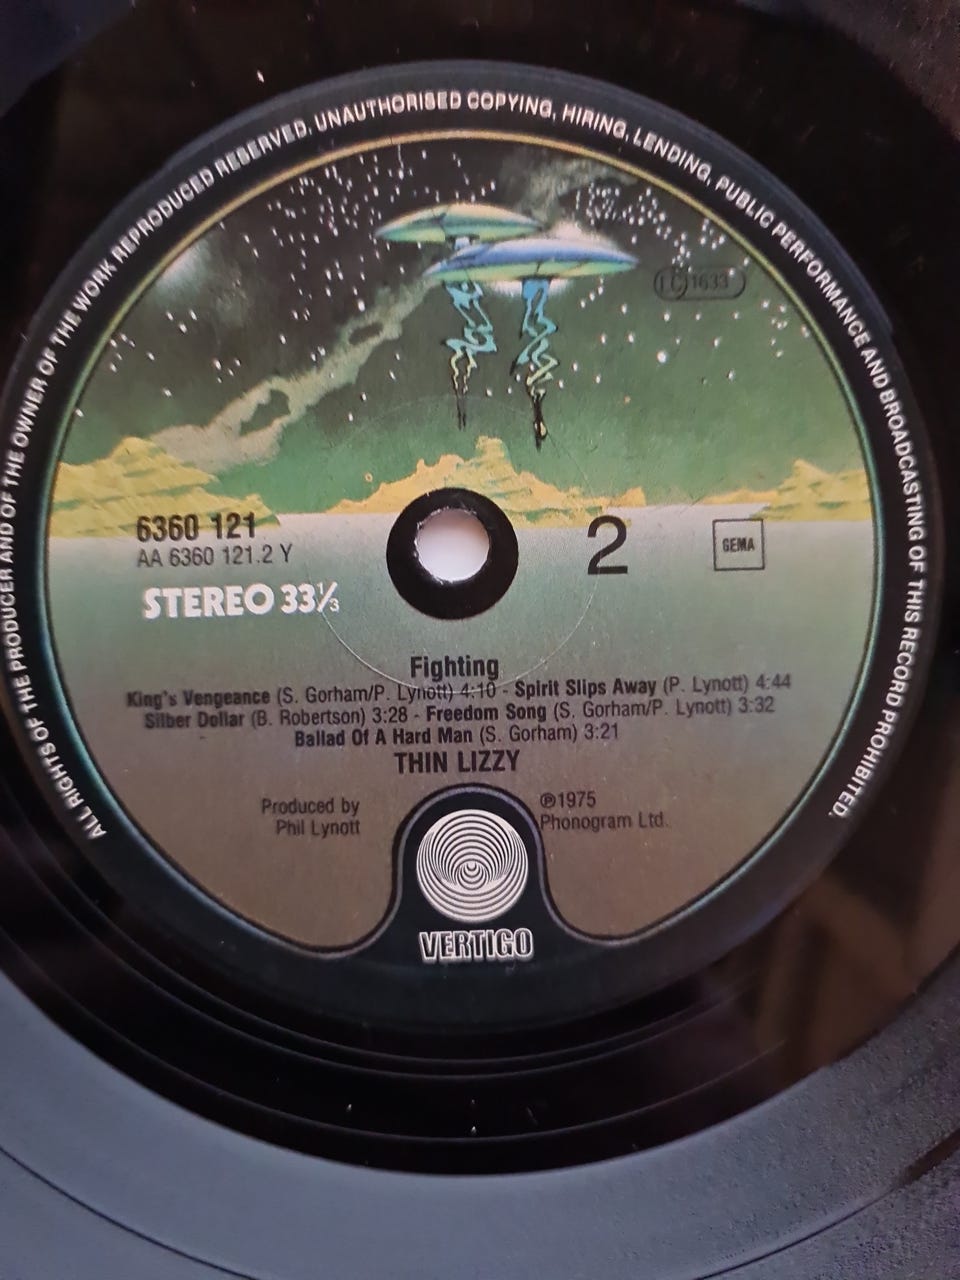 ALL RIGHTS OF THE PRODUCER AND OF THE OWNER OF THE WORK REPRODUCED RESERVED. UNAUTHORISED COPYING, HIRING, LENDING, PUBLIC PERFORMANCE AND BROADCASTING OF THIS RECORD PROHIBITED.
LC 1633
6360 121
AA 6360 121.2 Y
STEREO 33⅓
2
GEMA
Fighting
King's Vengeance (S. Gorham/P. Lynott) 4:10 - Spirit Slips Away (P. Lynott) 4:44
Silber Dollar (B. Robertson) 3:28 - Freedom Song (S. Gorham/P. Lynott) 3:32
Ballad Of A Hard Man (S. Gorham) 3:21
THIN LIZZY
Produced by
Phil Lynott
℗1975
Phonogram Ltd.
VERTIGO